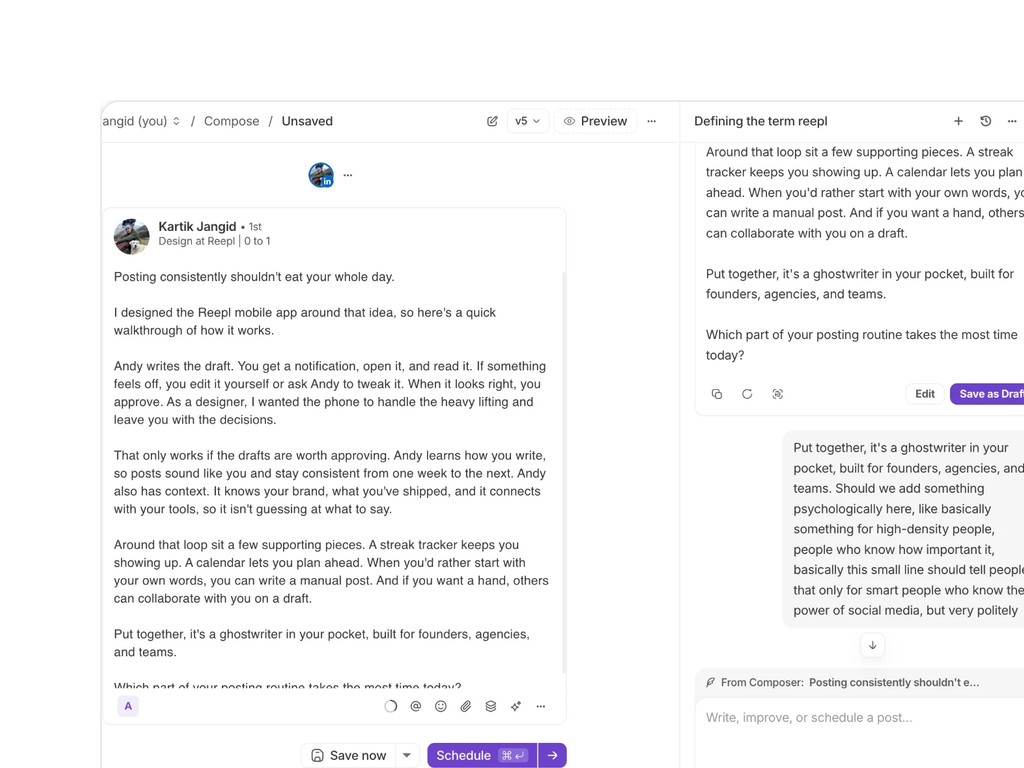 angid (you) / Compose / Unsaved
v5
Preview
Defining the term reepl
in
Kartik Jangid • 1st
Design at Reepl | 0 to 1
Posting consistently shouldn't eat your whole day.
I designed the Reepl mobile app around that idea, so here's a quick
walkthrough of how it works.
Andy writes the draft. You get a notification, open it, and read it. If something
feels off, you edit it yourself or ask Andy to tweak it. When it looks right, you
approve. As a designer, I wanted the phone to handle the heavy lifting and
leave you with the decisions.
That only works if the drafts are worth approving. Andy learns how you write,
so posts sound like you and stay consistent from one week to the next. Andy
also has context. It knows your brand, what you've shipped, and it connects
with your tools, so it isn't guessing at what to say.
Around that loop sit a few supporting pieces. A streak tracker keeps you
showing up. A calendar lets you plan ahead. When you'd rather start with
your own words, you can write a manual post. And if you want a hand, others
can collaborate with you on a draft.
Put together, it's a ghostwriter in your pocket, built for founders, agencies,
and teams.
Which part of your posting routine takes the most time today?
A
Save now
Schedule ⌘↵
Around that loop sit a few supporting pieces. A streak
tracker keeps you showing up. A calendar lets you plan
ahead. When you'd rather start with your own words, yo
can write a manual post. And if you want a hand, others
can collaborate with you on a draft.
Put together, it's a ghostwriter in your pocket, built for
founders, agencies, and teams.
Which part of your posting routine takes the most time
today?
Edit
Save as Draf
Put together, it's a ghostwriter in your
pocket, built for founders, agencies, and
teams. Should we add something
psychologically here, like basically
something for high-density people,
people who know how important it,
basically this small line should tell people
that only for smart people who know the
power of social media, but very politely
From Composer: Posting consistently shouldn't e...
Write, improve, or schedule a post...